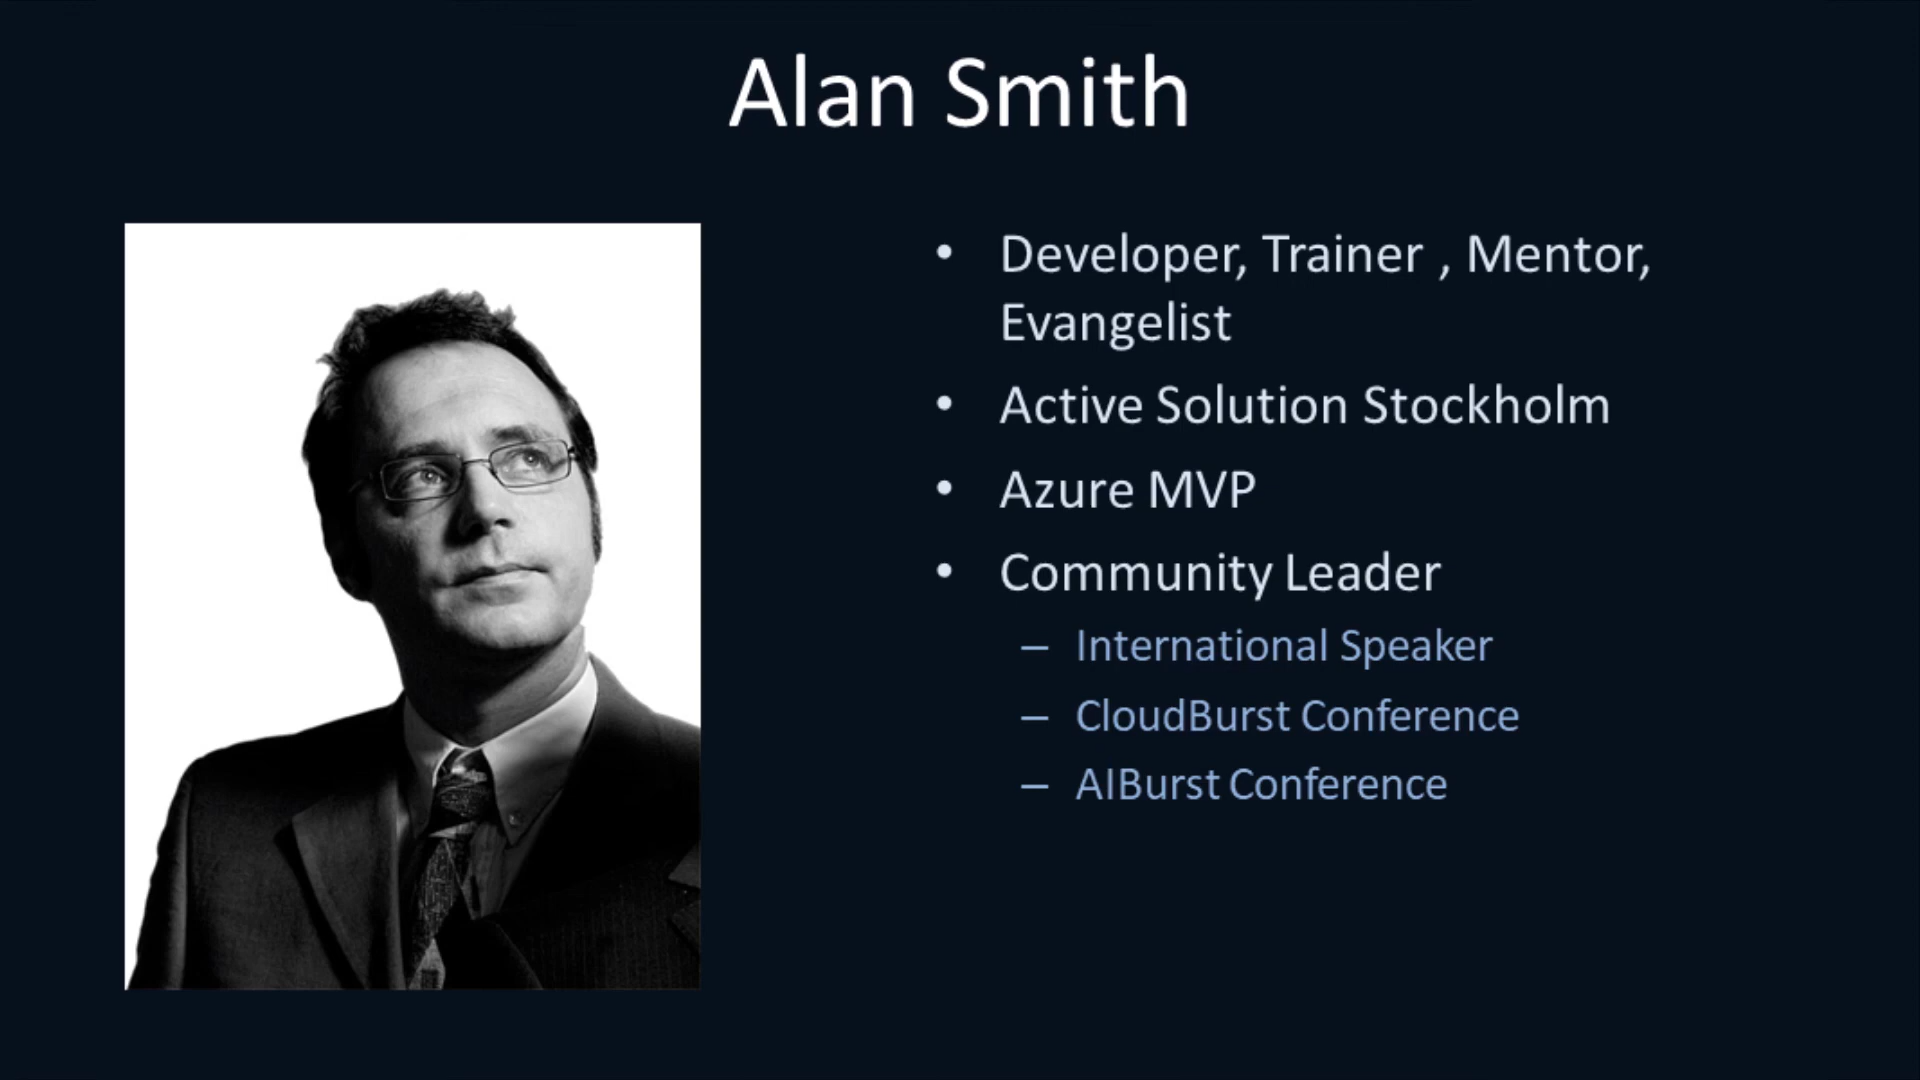 Alan Smith
• Developer, Trainer , Mentor,
Evangelist
• Active Solution Stockholm
• Azure MVP
• Community Leader
– International Speaker
– CloudBurst Conference
– AIBurst Conference